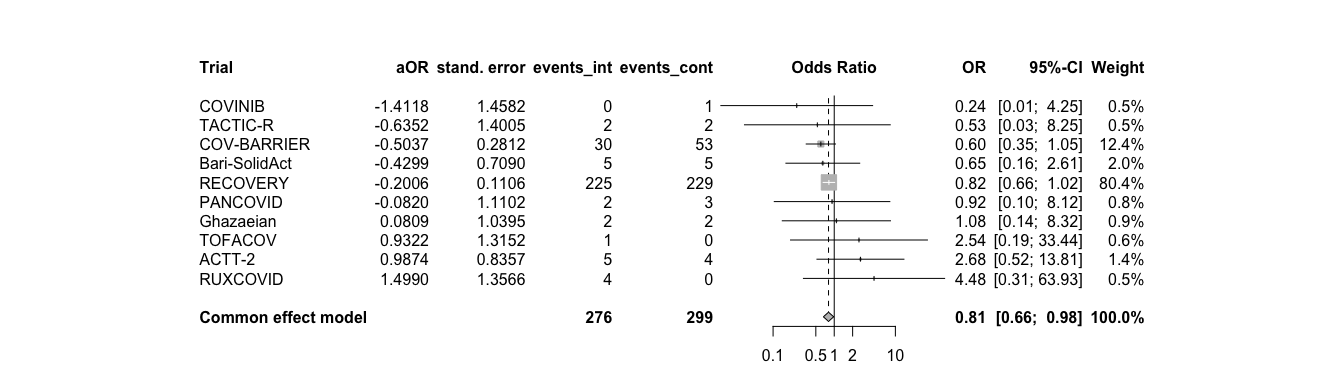 Trial aOR stand. error events_int events_cont Odds Ratio OR 95%-CI Weight
COVINIB -1.4118 1.4582 0 1 0.24 [0.01; 4.25] 0.5%
TACTIC-R -0.6352 1.4005 2 2 0.53 [0.03; 8.25] 0.5%
COV-BARRIER -0.5037 0.2812 30 53 0.60 [0.35; 1.05] 12.4%
Bari-SolidAct -0.4299 0.7090 5 5 0.65 [0.16; 2.61] 2.0%
RECOVERY -0.2006 0.1106 225 229 0.82 [0.66; 1.02] 80.4%
PANCOVID -0.0820 1.1102 2 3 0.92 [0.10; 8.12] 0.8%
Ghazaeian 0.0809 1.0395 2 2 1.08 [0.14; 8.32] 0.9%
TOFACOV 0.9322 1.3152 1 0 2.54 [0.19; 33.44] 0.6%
ACTT-2 0.9874 0.8357 5 4 2.68 [0.52; 13.81] 1.4%
RUXCOVID 1.4990 1.3566 4 0 4.48 [0.31; 63.93] 0.5%
Common effect model 276 299 0.81 [0.66; 0.98] 100.0%
0.1 0.5 1 2 10